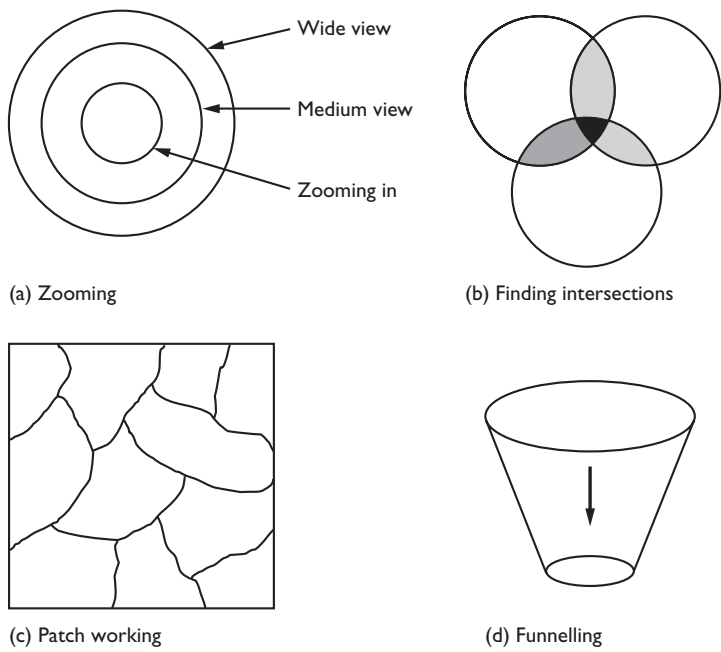 Wide view
Medium view
Zooming in
(a) Zooming
(b) Finding intersections
(c) Patch working
(d) Funnelling